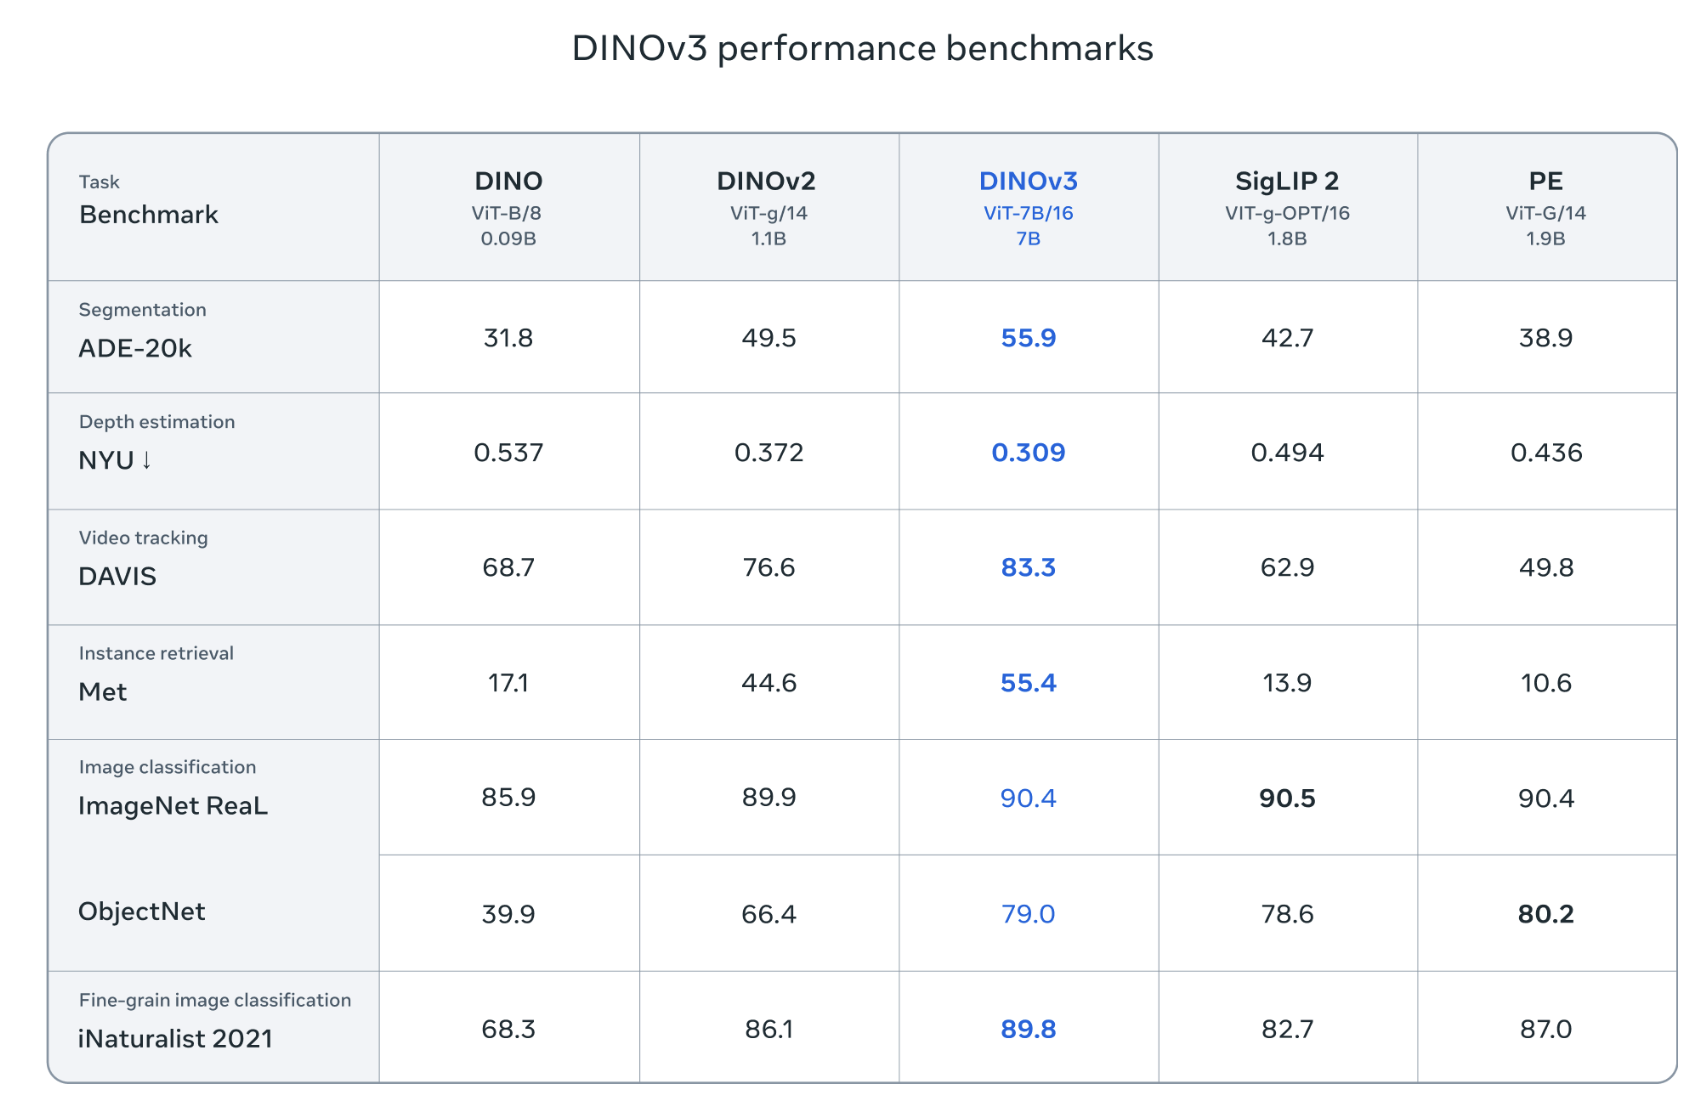 DINOv3 performance benchmarks
Task
Benchmark
DINO
ViT-B/8
0.09B
DINOv2
ViT-g/14
1.1B
DINOv3
ViT-7B/16
7B
SigLIP 2
VIT-g-OPT/16
1.8B
PE
ViT-G/14
1.9B
Segmentation
ADE-20k
31.8
49.5
55.9
42.7
38.9
Depth estimation
NYU ↓
0.537
0.372
0.309
0.494
0.436
Video tracking
DAVIS
68.7
76.6
83.3
62.9
49.8
Instance retrieval
Met
17.1
44.6
55.4
13.9
10.6
Image classification
ImageNet ReaL
85.9
89.9
90.4
90.5
90.4
ObjectNet
39.9
66.4
79.0
78.6
80.2
Fine-grain image classification
iNaturalist 2021
68.3
86.1
89.8
82.7
87.0